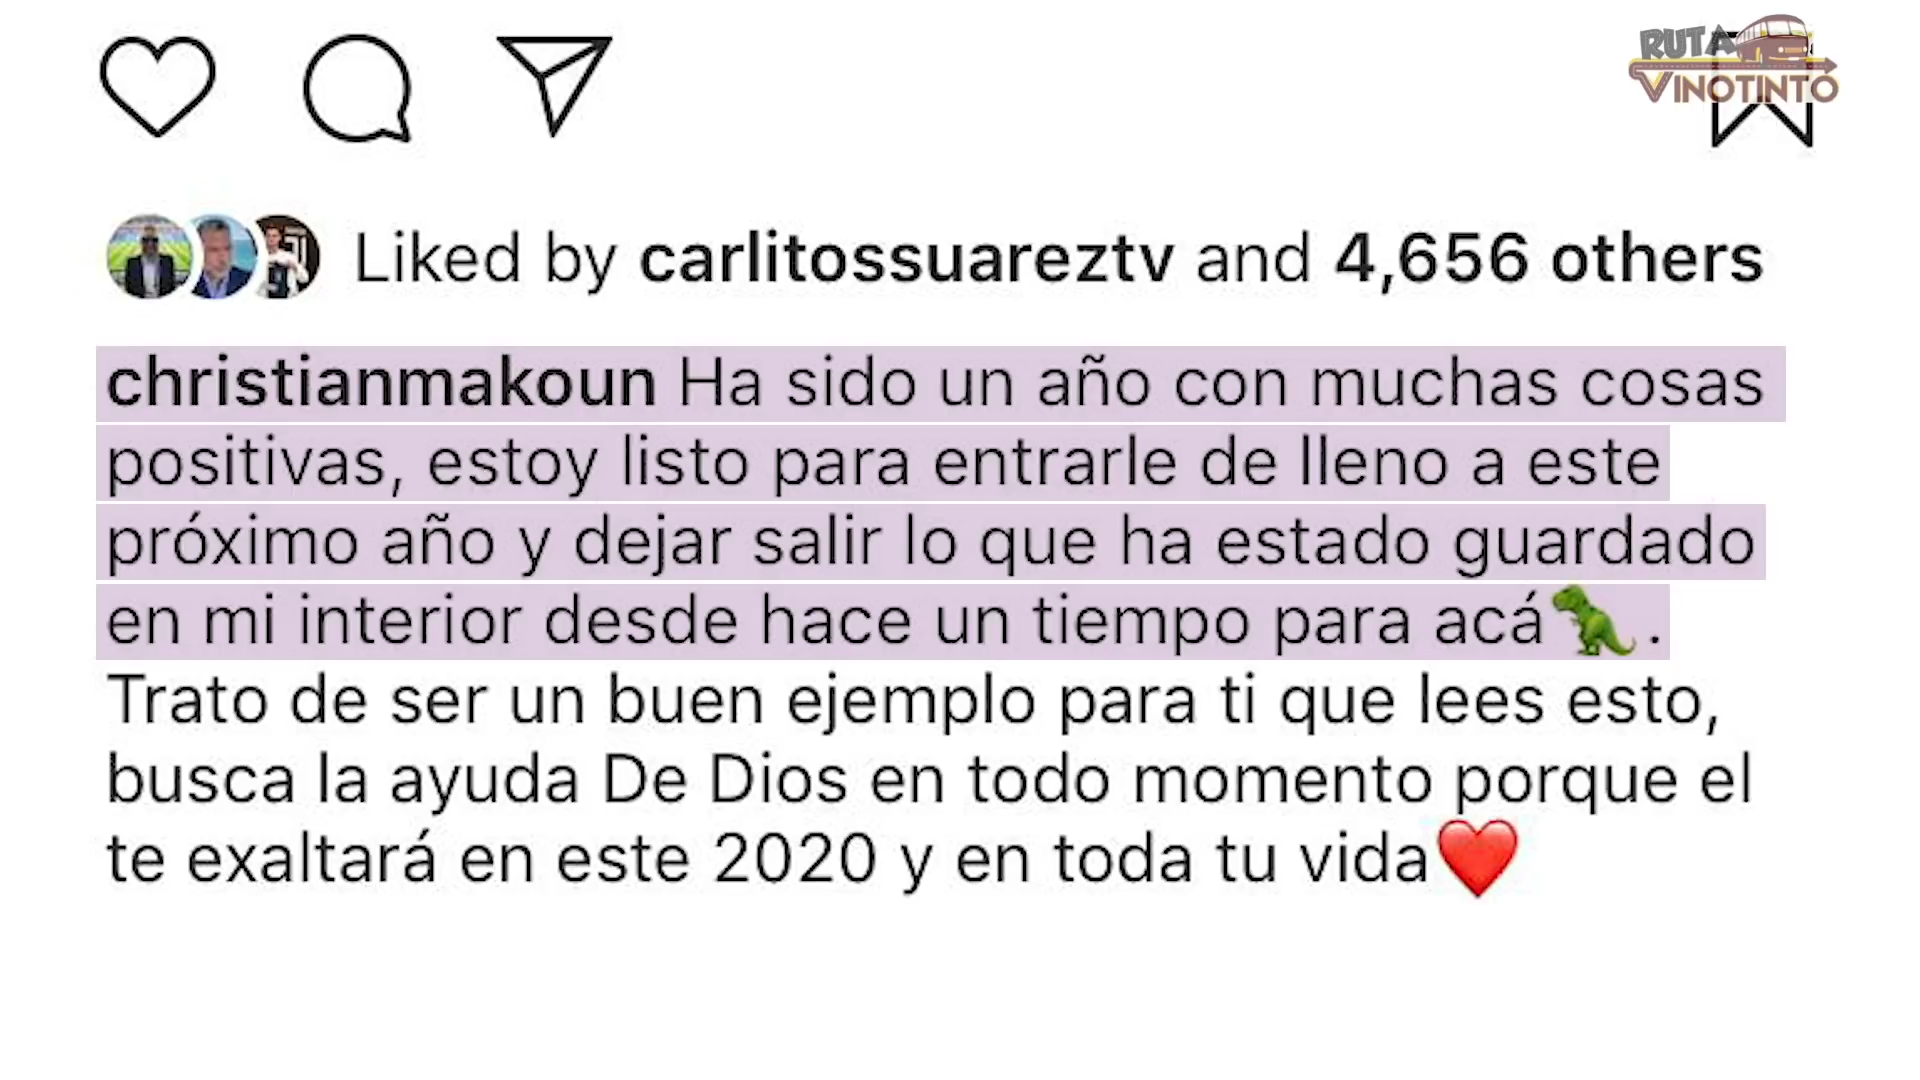 RUTA
VINOTINTO
Liked by carlitossuareztv and 4,656 others
christianmakoun Ha sido un año con muchas cosas
positivas, estoy listo para entrarle de lleno a este
próximo año y dejar salir lo que ha estado guardado
en mi interior desde hace un tiempo para acá🦖.
Trato de ser un buen ejemplo para ti que lees esto,
busca la ayuda De Dios en todo momento porque el
te exaltará en este 2020 y en toda tu vida❤️